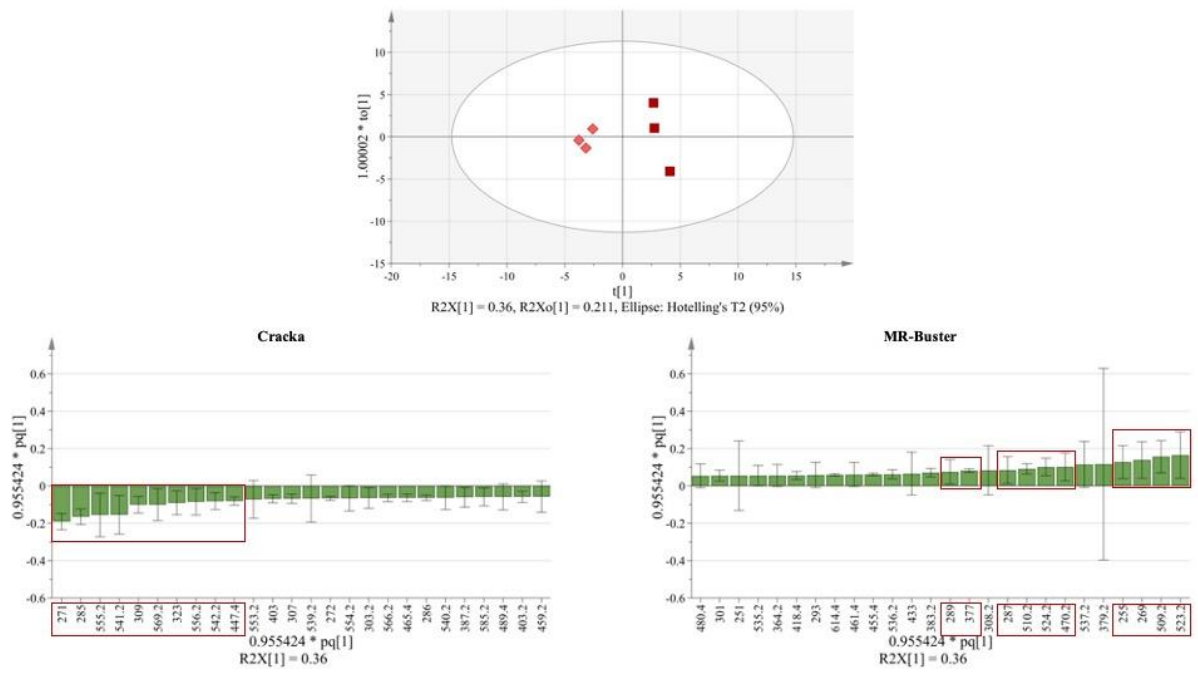 10
5
0
-5
-10
-15
1.00002 * to[1]
-20 -15 -10 -5 0 5 10 15
t[1]
R2X[1] = 0.36, R2Xo[1] = 0.211, Ellipse: Hotelling's T2 (95%)
Cracka
0.6
0.4
0.2
0
-0.2
-0.4
-0.6
0.955424 * pq[1]
271 285 555.2 541.2 309 569.2 323 556.2 542.2 447.4 553.2 403 307 539.2 272 554.2 303.2 566.2 465.4 286 540.2 387.2 585.2 489.4 403.2 459.2
0.955424 * pq[1]
R2X[1] = 0.36
MR-Buster
0.6
0.4
0.2
0
-0.2
-0.4
-0.6
0.955424 * pq[1]
480.4 301 251 535.2 364.2 418.4 293 614.4 461.4 455.4 536.2 433 383.2 289 377 308.2 287 510.2 524.2 470.2 537.2 379.2 255 269 509.2 523.2
0.955424 * pq[1]
R2X[1] = 0.36